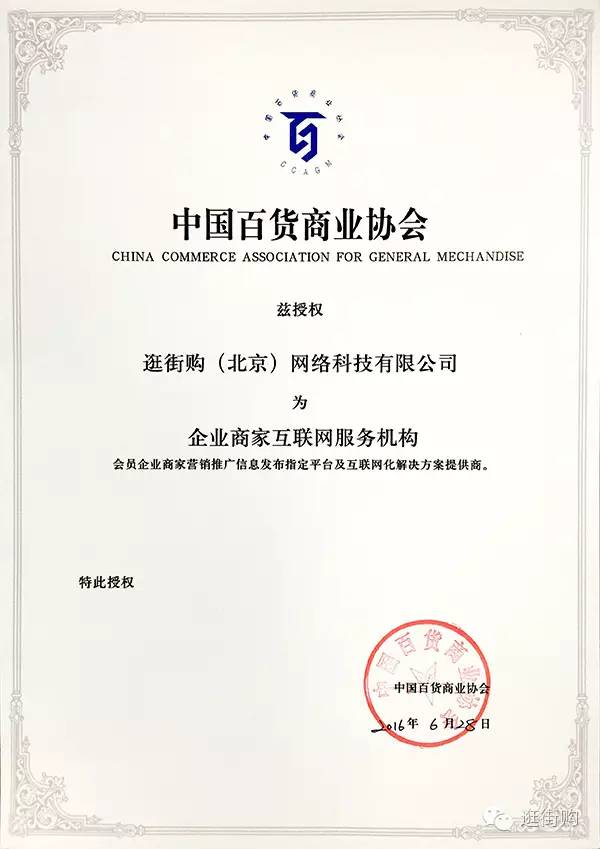 中国百货商业协会
CCAGM
中国百货商业协会
CHINA COMMERCE ASSOCIATION FOR GENERAL MECHANDISE
兹授权
逛街购（北京）网络科技有限公司
为
企业商家互联网服务机构
会员企业商家营销推广信息发布指定平台及互联网化解决方案提供商。
特此授权
中国百货商业协会
中国百货商业协会
2016年 6月28日
逛街购